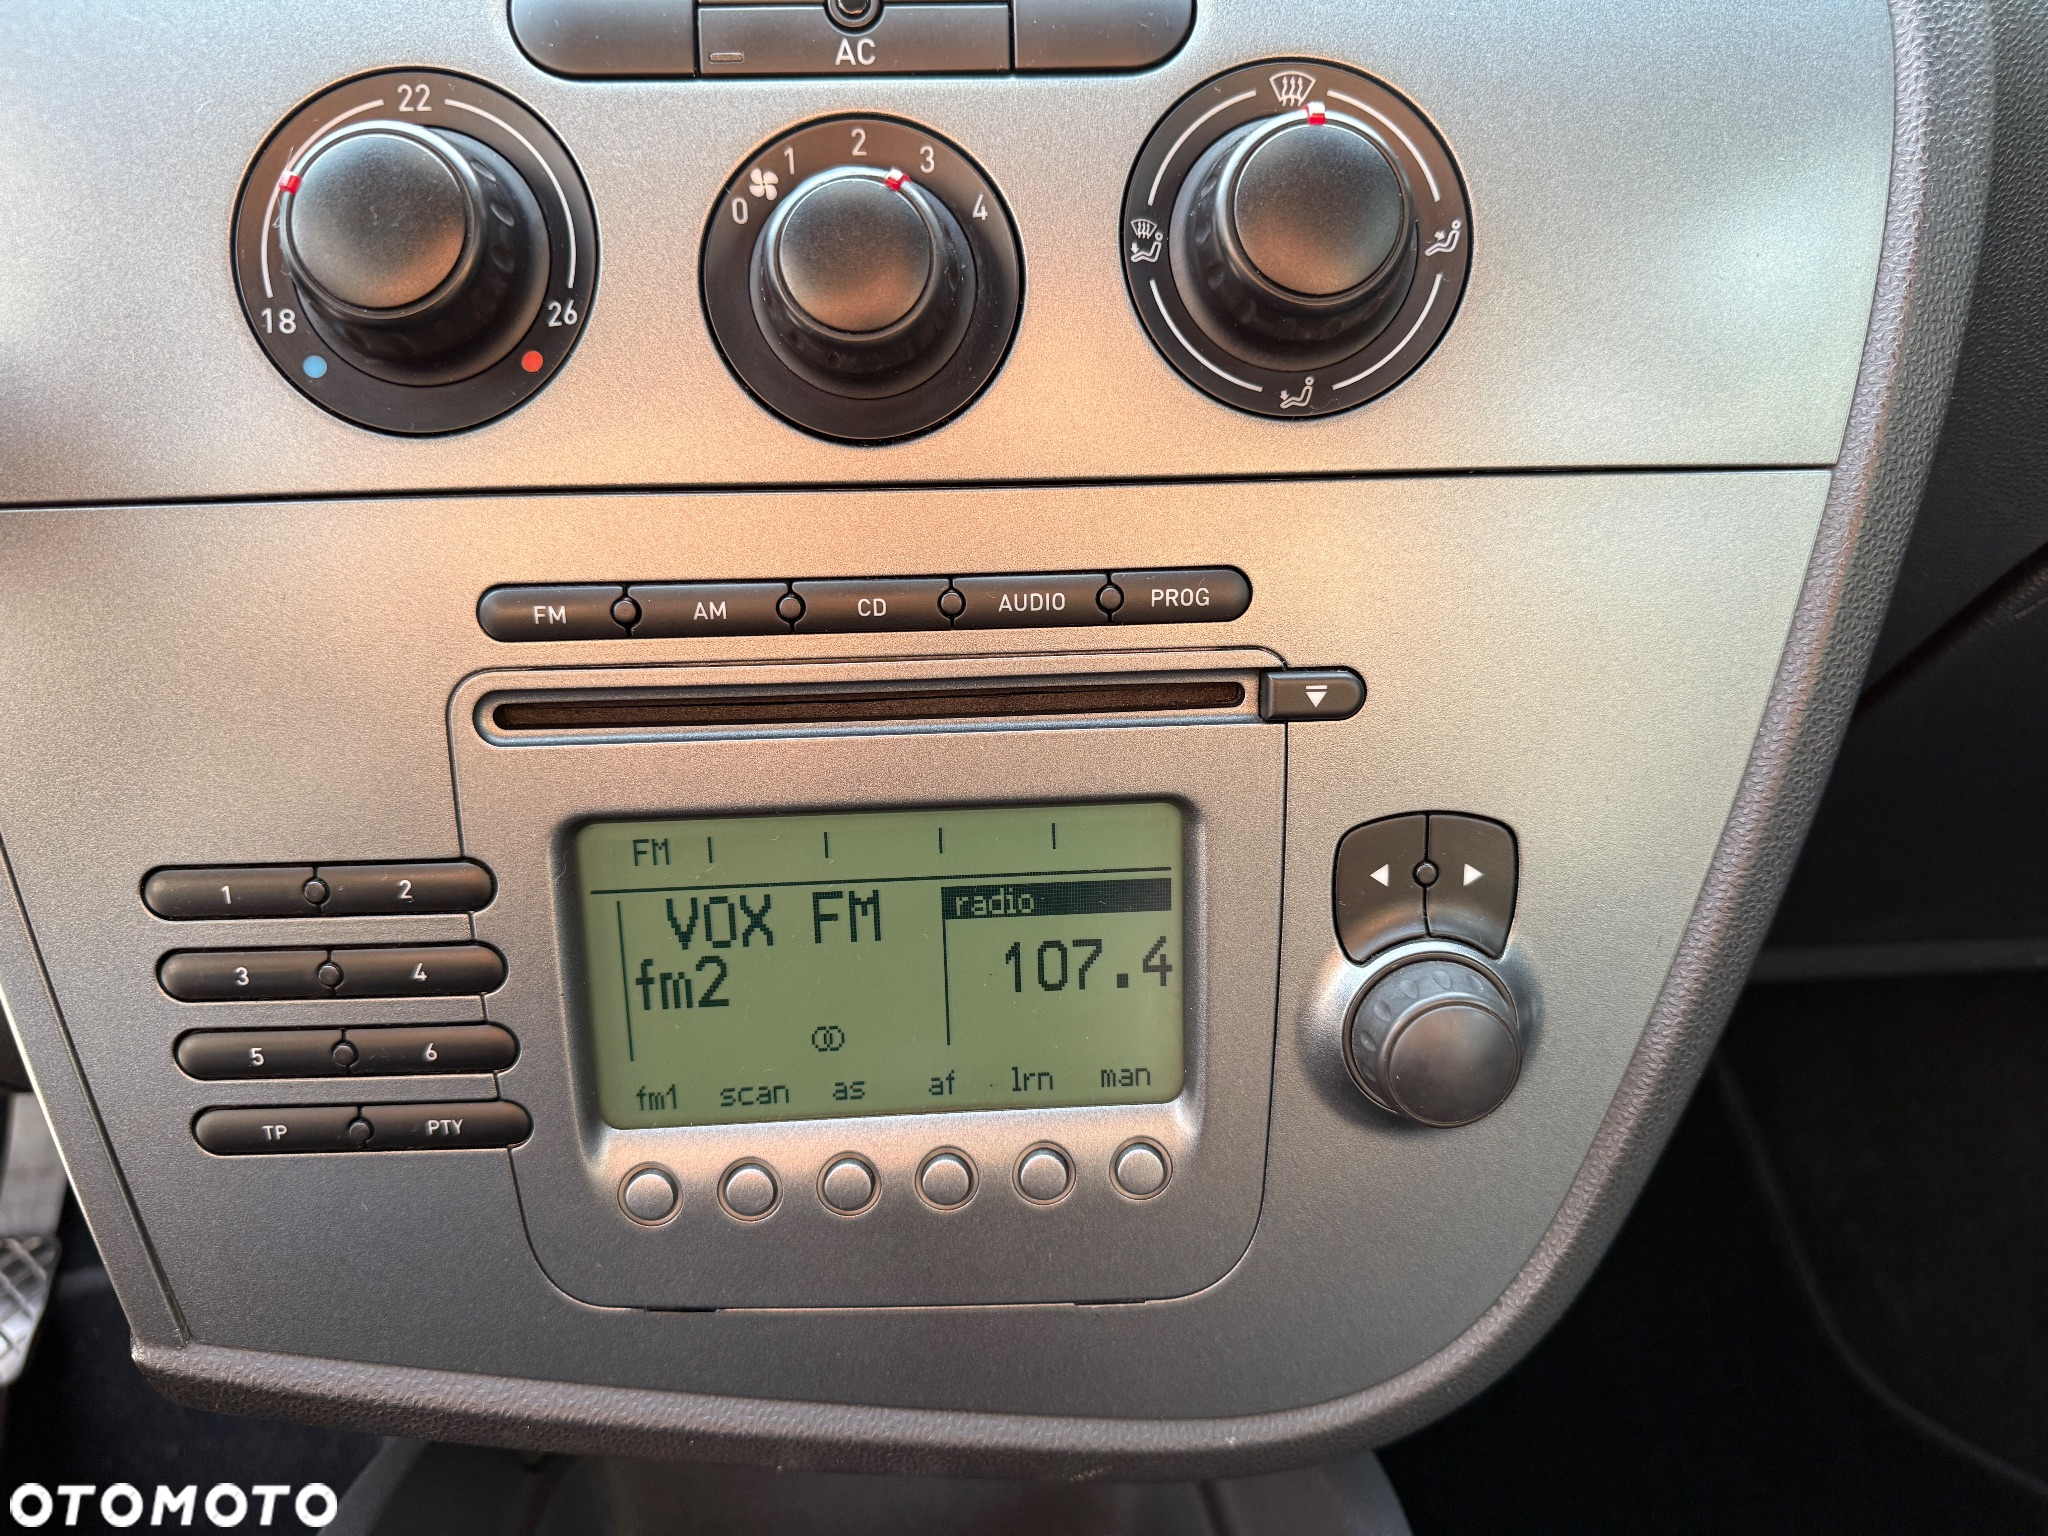 AC
22
18
26
0
1
2
3
4
FM AM CD AUDIO PROG
FM
VOX FM
radio
fm2
107.4
fm1 scan as af lrn man
1 2
3 4
5 6
TP PTY
OTOMOTO